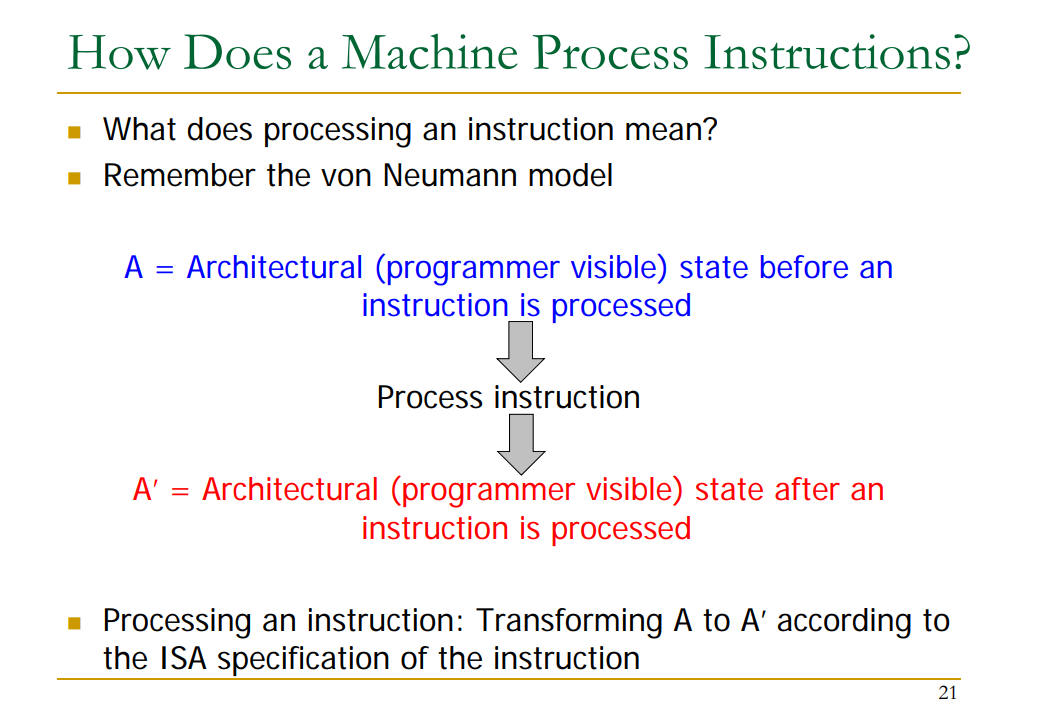 How Does a Machine Process Instructions?
What does processing an instruction mean?
Remember the von Neumann model
A = Architectural (programmer visible) state before an
instruction is processed
Process instruction
A′ = Architectural (programmer visible) state after an
instruction is processed
Processing an instruction: Transforming A to A′ according to
the ISA specification of the instruction
21